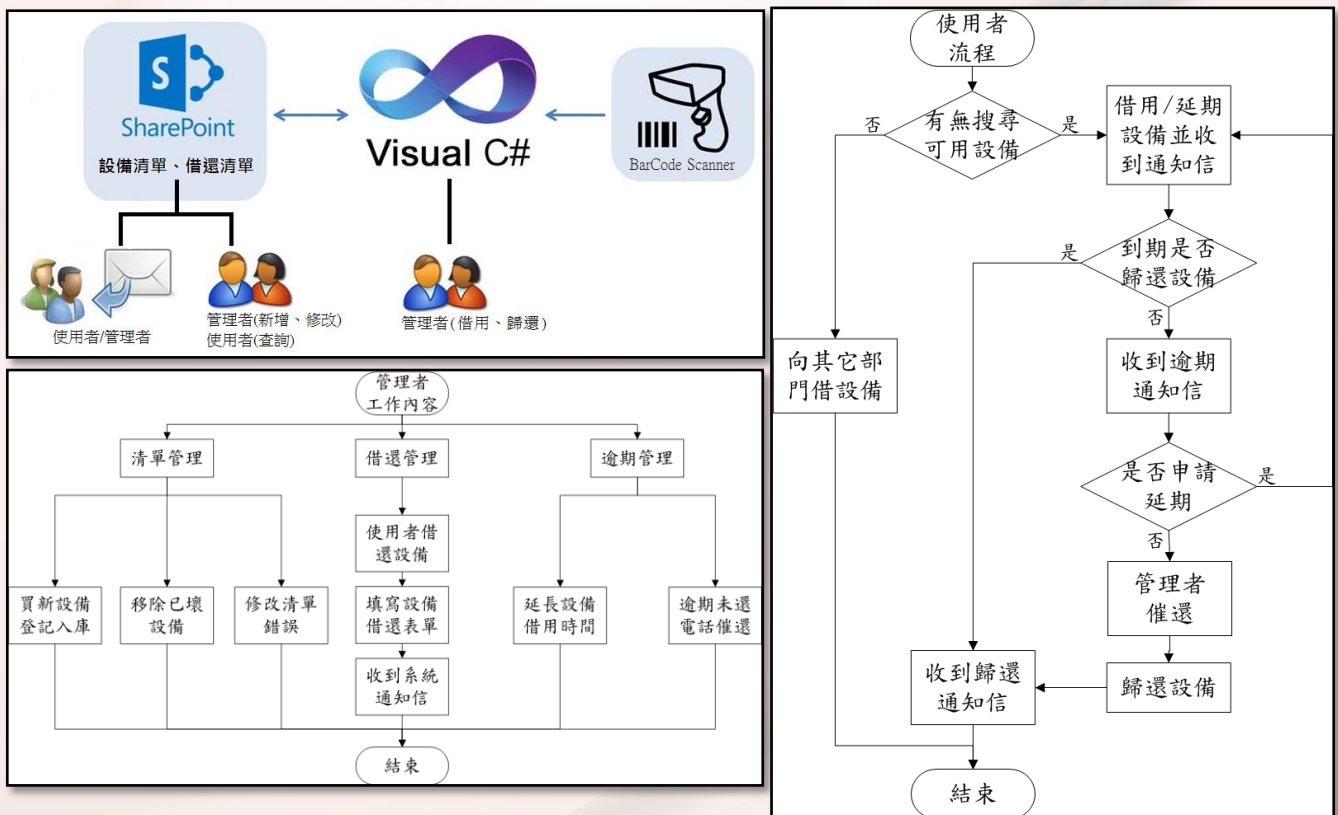 SharePoint
設備清單、借還清單
Visual C#
BarCode Scanner
使用者/管理者
管理者(新增、修改)
使用者(查詢)
管理者(借用、歸還)
管理者
工作內容
清單管理
借還管理
逾期管理
使用者借
還設備
買新設備
登記入庫
移除已壞
設備
修改清單
錯誤
填寫設備
借還表單
延長設備
借用時間
逾期未還
電話催還
收到系統
通知信
結束
使用者
流程
否
有無搜尋
可用設備
是
借用/延期
設備並收
到通知信
是
到期是否
歸還設備
否
向其它部
門借設備
收到逾期
通知信
是否申請
延期
是
否
管理者
催還
收到歸還
通知信
歸還設備
結束